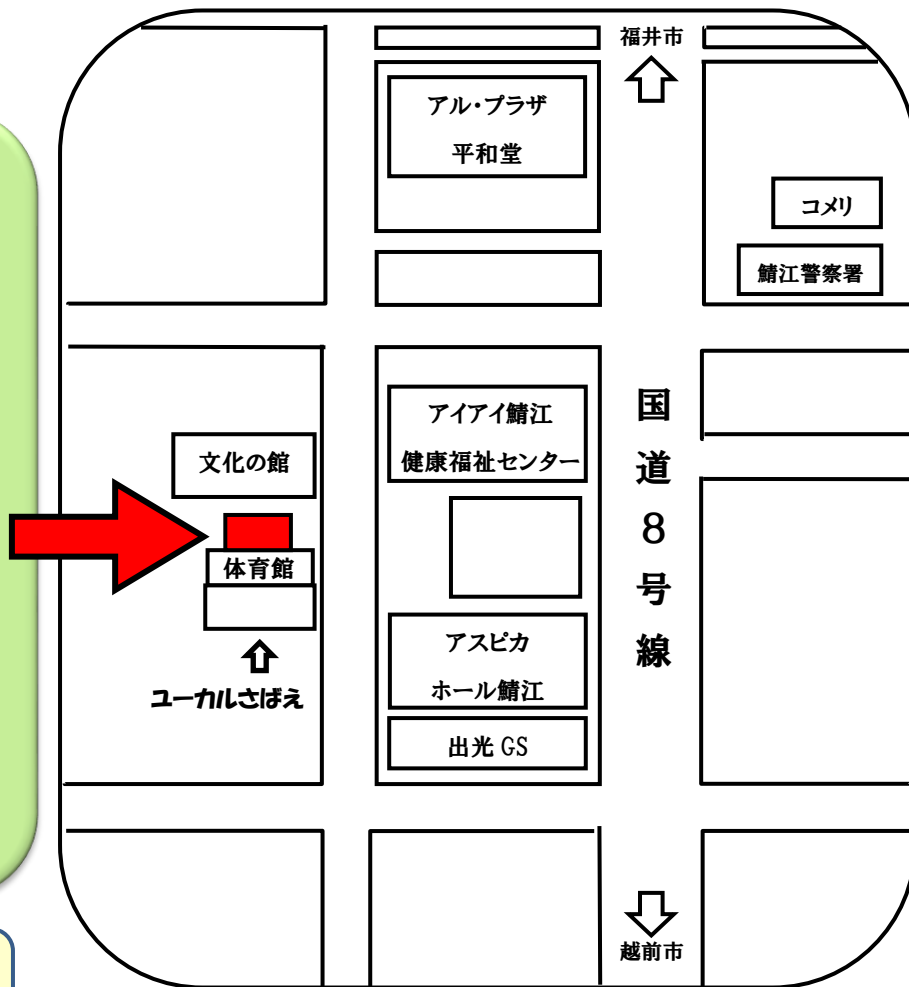 福井市
アル・プラザ
平和堂
コメリ
鯖江警察署
国道８号線
アイアイ鯖江
健康福祉センター
文化の館
体育館
アスピカ
ホール鯖江
ユーカルさばえ
出光 GS
越前市